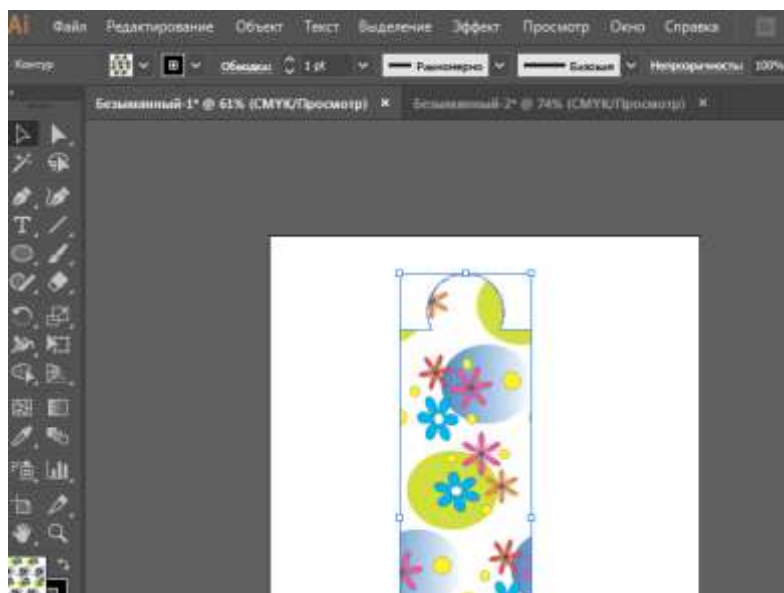 Ai Файл Редактирование Объект Текст Выделение Эффект Просмотр Окно Справка
Контур Обводка: 1 pt Равномерно Базовая Непрозрачность: 100%
Безымянный-1* @ 61% (CMYK/Просмотр) × Безымянный-2* @ 74% (CMYK/Просмотр) ×